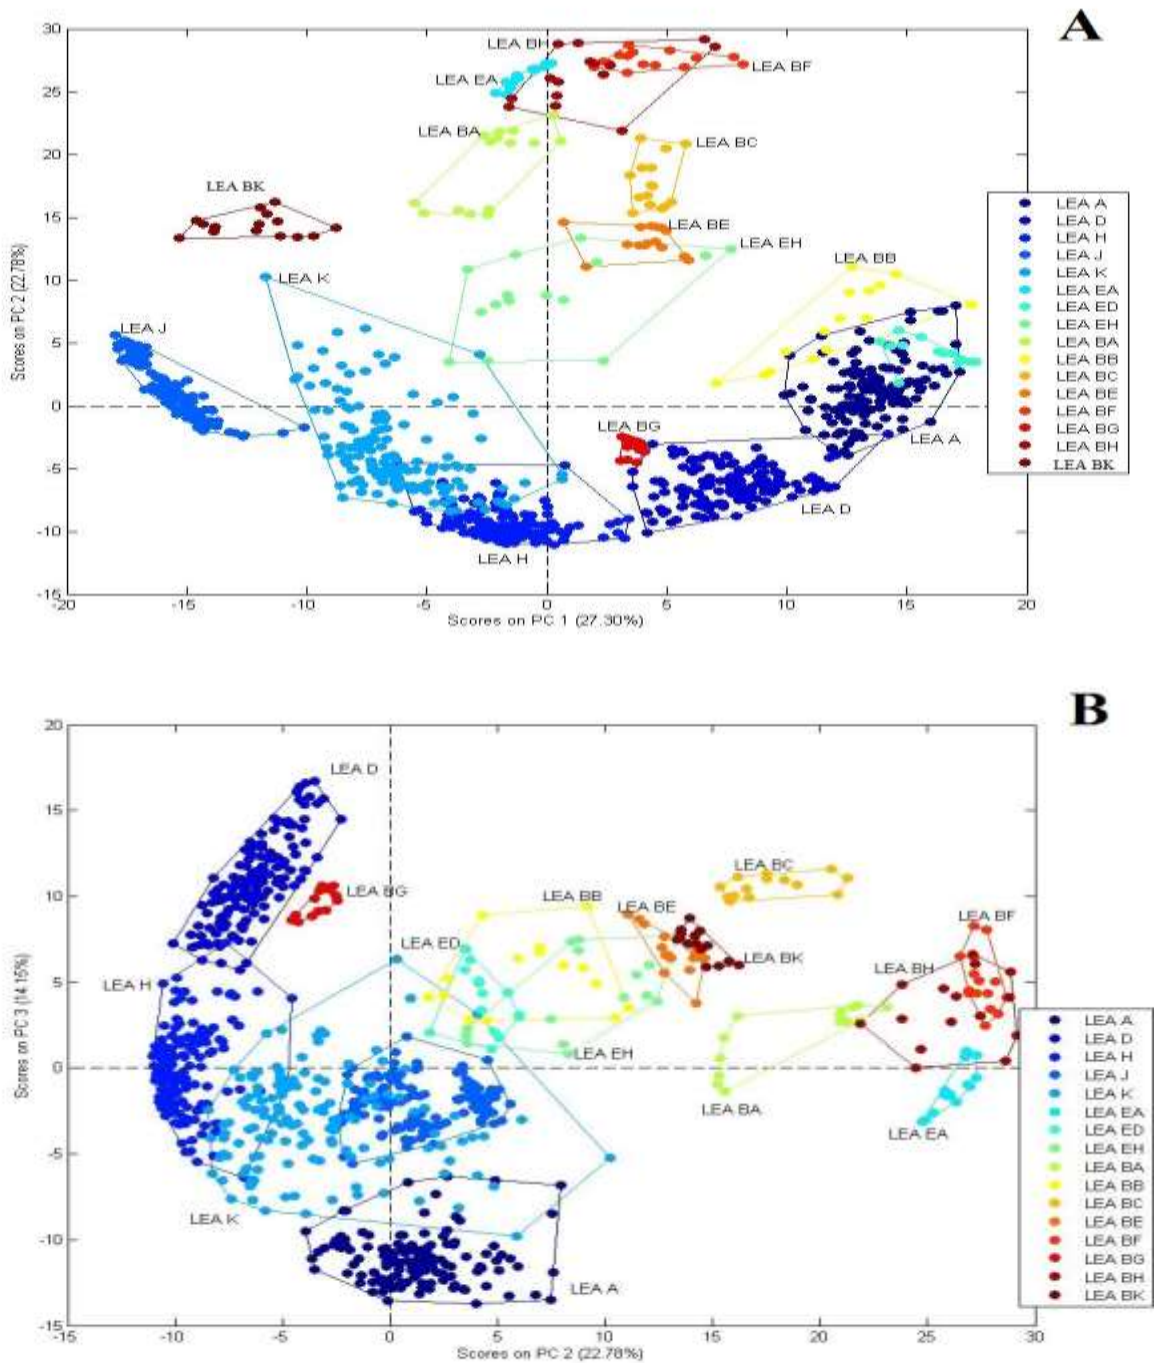 A
30
LEA BH
LEA BF
LEA EA
25
LEA BA
LEA BC
20
LEA BK
15
LEA BE
LEA EH
LEA BB
10
LEA K
LEA J
5
0
LEA BG
LEA A
-5
LEA D
-10
LEA H
-15
-20 -15 -10 -5 0 5 10 15 20
Scores on PC 1 (27.30%)
Scores on PC 2 (22.78%)
LEA A
LEA D
LEA H
LEA J
LEA K
LEA EA
LEA ED
LEA EH
LEA BA
LEA BB
LEA BC
LEA BE
LEA BF
LEA BG
LEA BH
LEA BK
B
20
LEA D
15
LEA BC
10
LEA BG
LEA BB
LEA BE
LEA BF
LEA ED
LEA BK
LEA BH
LEA H
5
LEA EH
0
LEA BA
LEA EA
-5
LEA K
-10
LEA A
-15
-15 -10 -5 0 5 10 15 20 25 30
Scores on PC 2 (22.78%)
Scores on PC 3 (14.15%)
LEA A
LEA D
LEA H
LEA J
LEA K
LEA EA
LEA ED
LEA EH
LEA BA
LEA BB
LEA BC
LEA BE
LEA BF
LEA BG
LEA BH
LEA BK